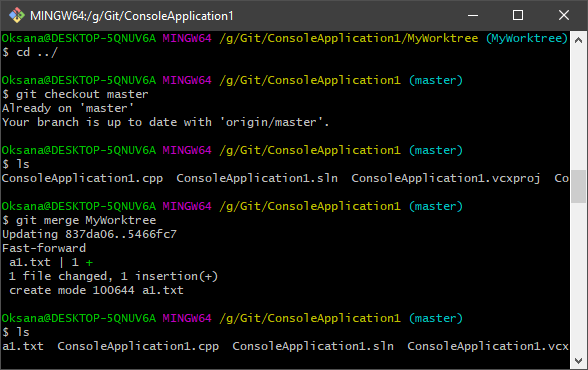 MINGW64:/g/Git/ConsoleApplication1
Oksana@DESKTOP-5QNUV6A MINGW64 /g/Git/ConsoleApplication1/MyWorktree (MyWorktree)
$ cd ../
Oksana@DESKTOP-5QNUV6A MINGW64 /g/Git/ConsoleApplication1 (master)
$ git checkout master
Already on 'master'
Your branch is up to date with 'origin/master'.
Oksana@DESKTOP-5QNUV6A MINGW64 /g/Git/ConsoleApplication1 (master)
$ ls
ConsoleApplication1.cpp  ConsoleApplication1.sln  ConsoleApplication1.vcxproj  Co
Oksana@DESKTOP-5QNUV6A MINGW64 /g/Git/ConsoleApplication1 (master)
$ git merge MyWorktree
Updating 837da06..5466fc7
Fast-forward
 a1.txt | 1 +
 1 file changed, 1 insertion(+)
 create mode 100644 a1.txt
Oksana@DESKTOP-5QNUV6A MINGW64 /g/Git/ConsoleApplication1 (master)
$ ls
a1.txt  ConsoleApplication1.cpp  ConsoleApplication1.sln  ConsoleApplication1.vcx